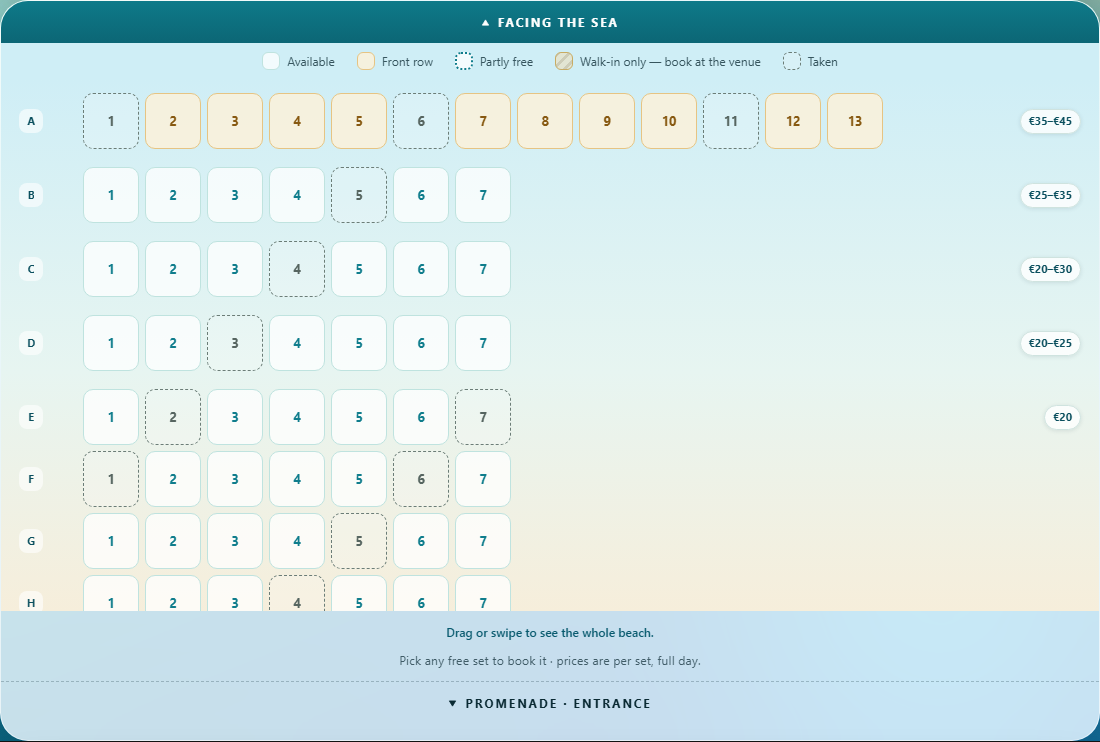 ▲ FACING THE SEA
Available Front row Partly free Walk-in only — book at the venue Taken
A 1 2 3 4 5 6 7 8 9 10 11 12 13 €35–€45
B 1 2 3 4 5 6 7 €25–€35
C 1 2 3 4 5 6 7 €20–€30
D 1 2 3 4 5 6 7 €20–€25
E 1 2 3 4 5 6 7 €20
F 1 2 3 4 5 6 7
G 1 2 3 4 5 6 7
H 1 2 3 4 5 6 7
Drag or swipe to see the whole beach.
Pick any free set to book it · prices are per set, full day.
▼ PROMENADE · ENTRANCE